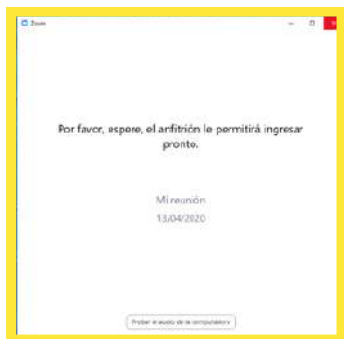 Zoom
Por favor, espere, el anfitrión le permitirá ingresar
pronto.
Mi reunión
13/04/2020
Probar el audio de la computadora